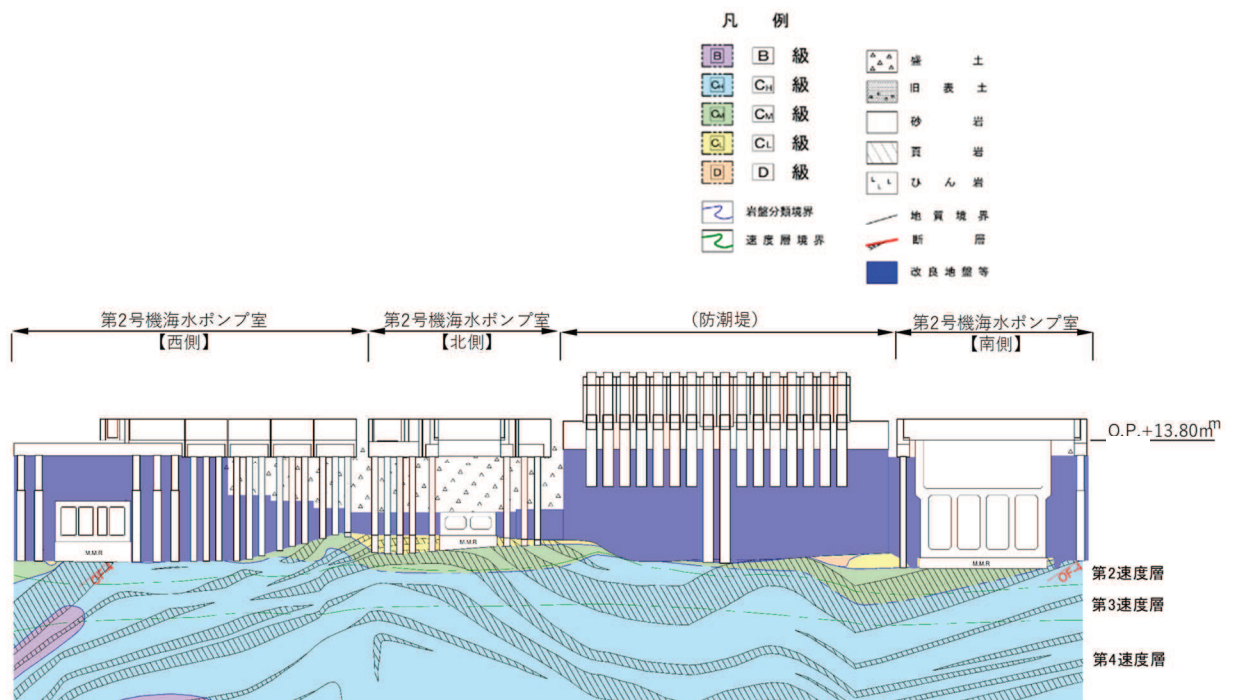 凡 例
B B 級
CH CH 級
CM CM 級
CL CL 級
D D 級
岩盤分類境界
速度層境界
盛 土
旧 表 土
砂 岩
頁 岩
ひ ん 岩
地 質 境 界
断 層
改 良 地 盤 等
第2号機海水ポンプ室
【西側】
第2号機海水ポンプ室
【北側】
(防潮堤)
第2号機海水ポンプ室
【南側】
O.P.+13.80m
m
M.M.R
M.M.R
M.M.R
OF-4
OF-4
第2速度層
第3速度層
第4速度層